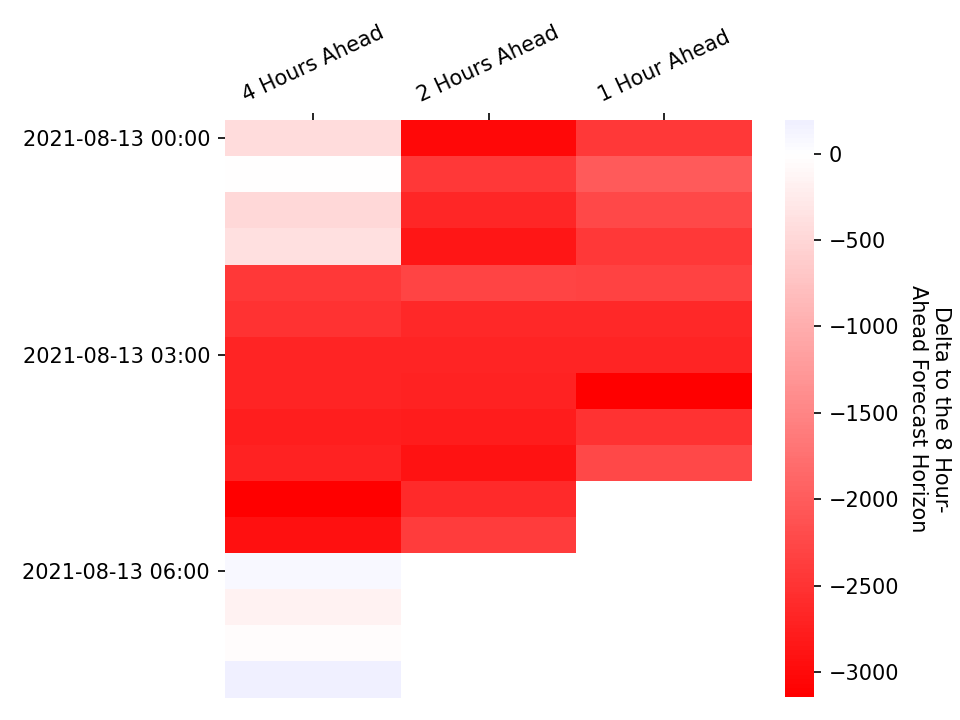 4 Hours Ahead
2 Hours Ahead
1 Hour Ahead
2021-08-13 00:00
2021-08-13 03:00
2021-08-13 06:00
0
−500
−1000
−1500
−2000
−2500
−3000
Delta to the 8 Hour-
Ahead Forecast Horizon